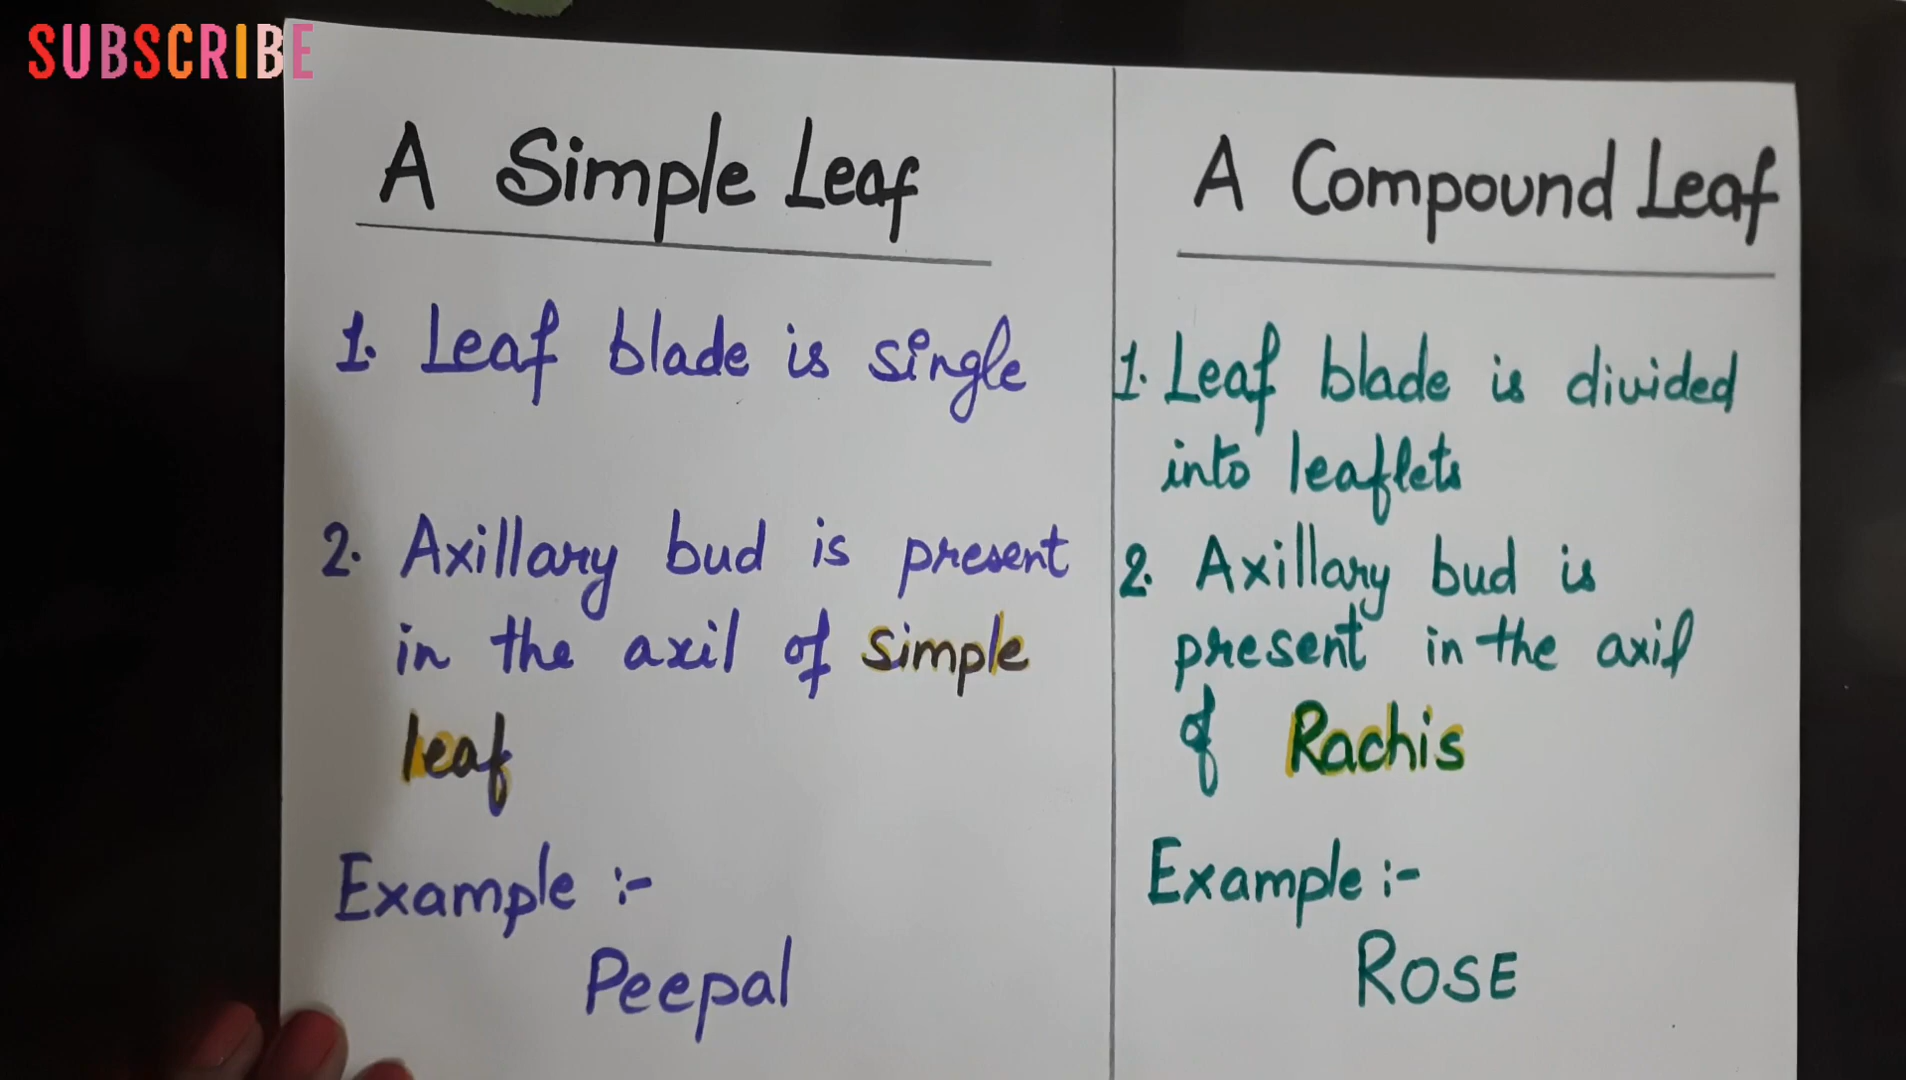 SUBSCRIBE
A Simple Leaf
1. Leaf blade is single
2. Axillary bud is present
in the axil of simple
leaf
Example :-
Peepal
A Compound Leaf
1. Leaf blade is divided
into leaflets
2. Axillary bud is
present in the axil
of Rachis
Example :-
ROSE